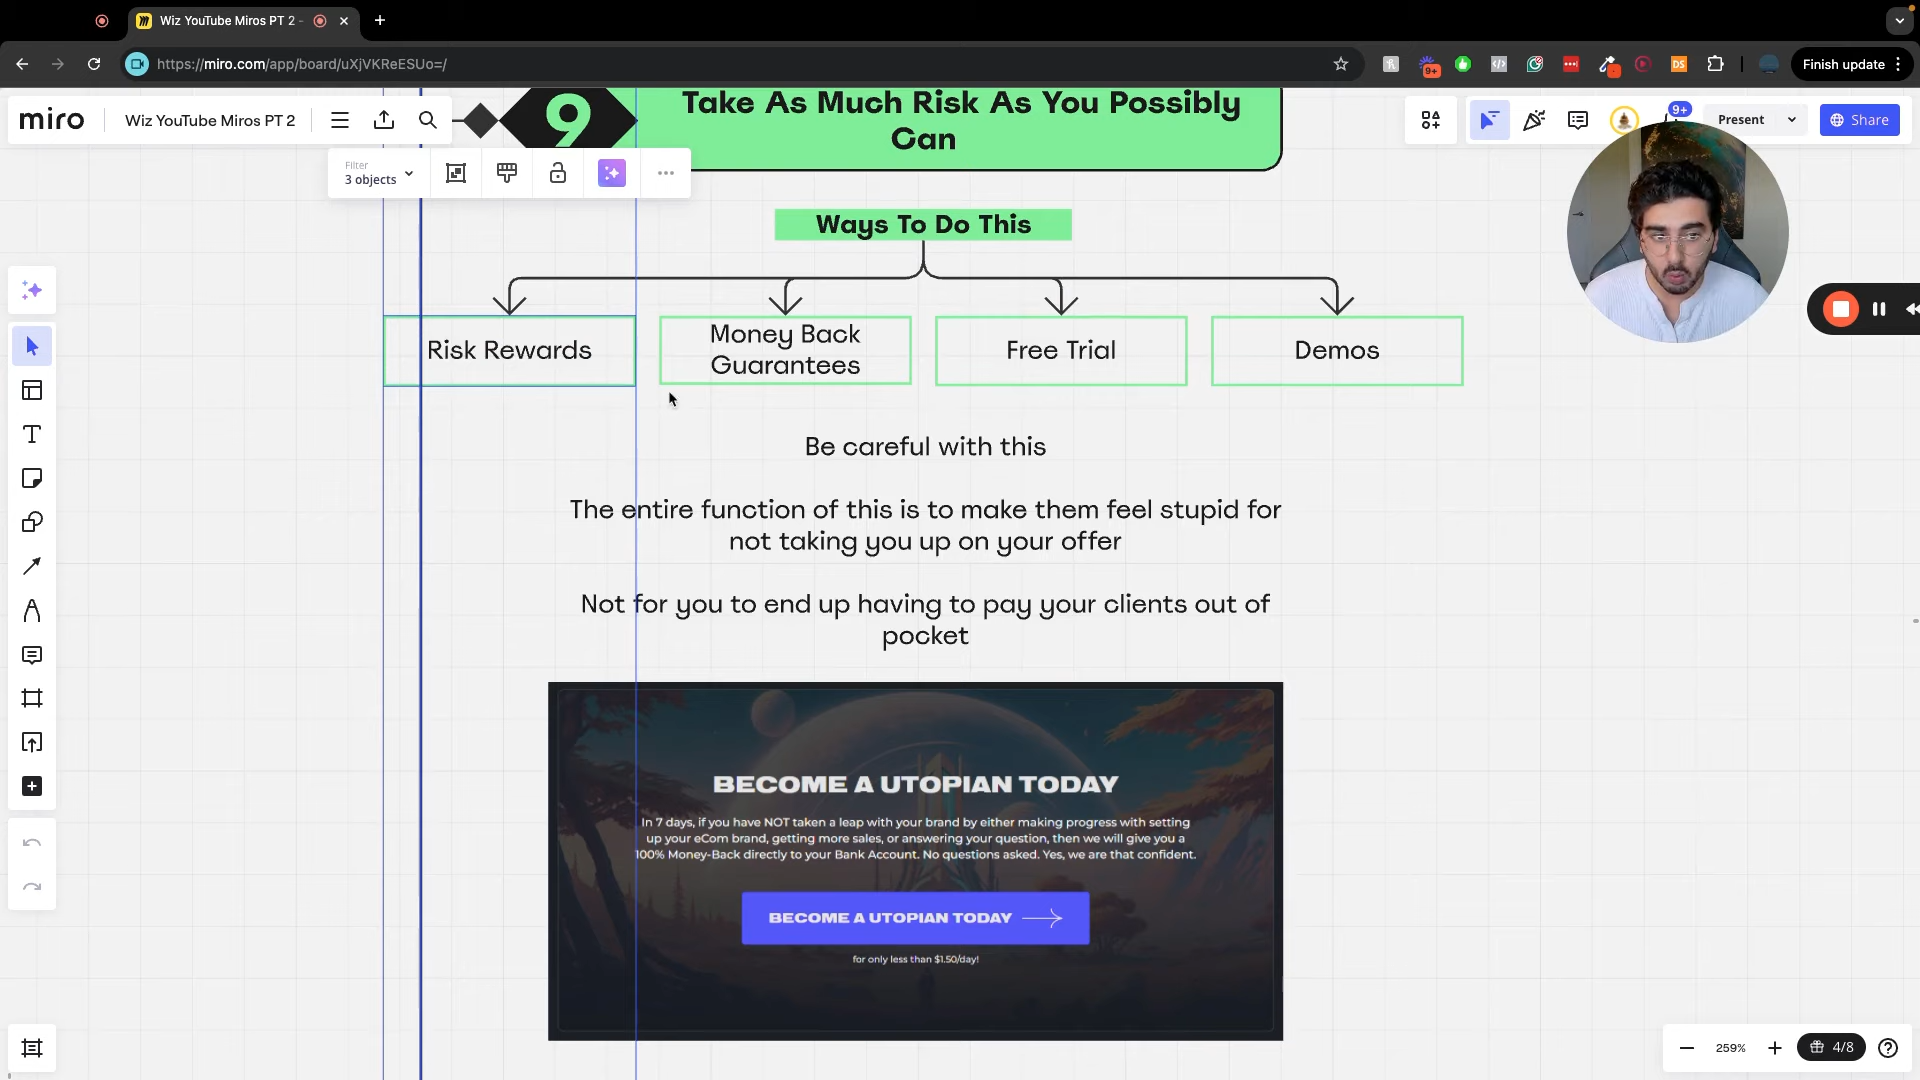 Wiz YouTube Miros PT 2 -
https://miro.com/app/board/uXjVKReESUo=/
9+
DS
Finish update
miro
Wiz YouTube Miros PT 2
9
Take As Much Risk As You Possibly
Can
9+
Present
Share
Filter
3 objects
Ways To Do This
Risk Rewards
Money Back
Guarantees
Free Trial
Demos
Be careful with this
The entire function of this is to make them feel stupid for
not taking you up on your offer
Not for you to end up having to pay your clients out of
pocket
BECOME A UTOPIAN TODAY
In 7 days, if you have NOT taken a leap with your brand by either making progress with setting
up your eCom brand, getting more sales, or answering your question, then we will give you a
100% Money-Back directly to your Bank Account. No questions asked. Yes, we are that confident.
BECOME A UTOPIAN TODAY
for only less than $1.50/day!
259%
4/8